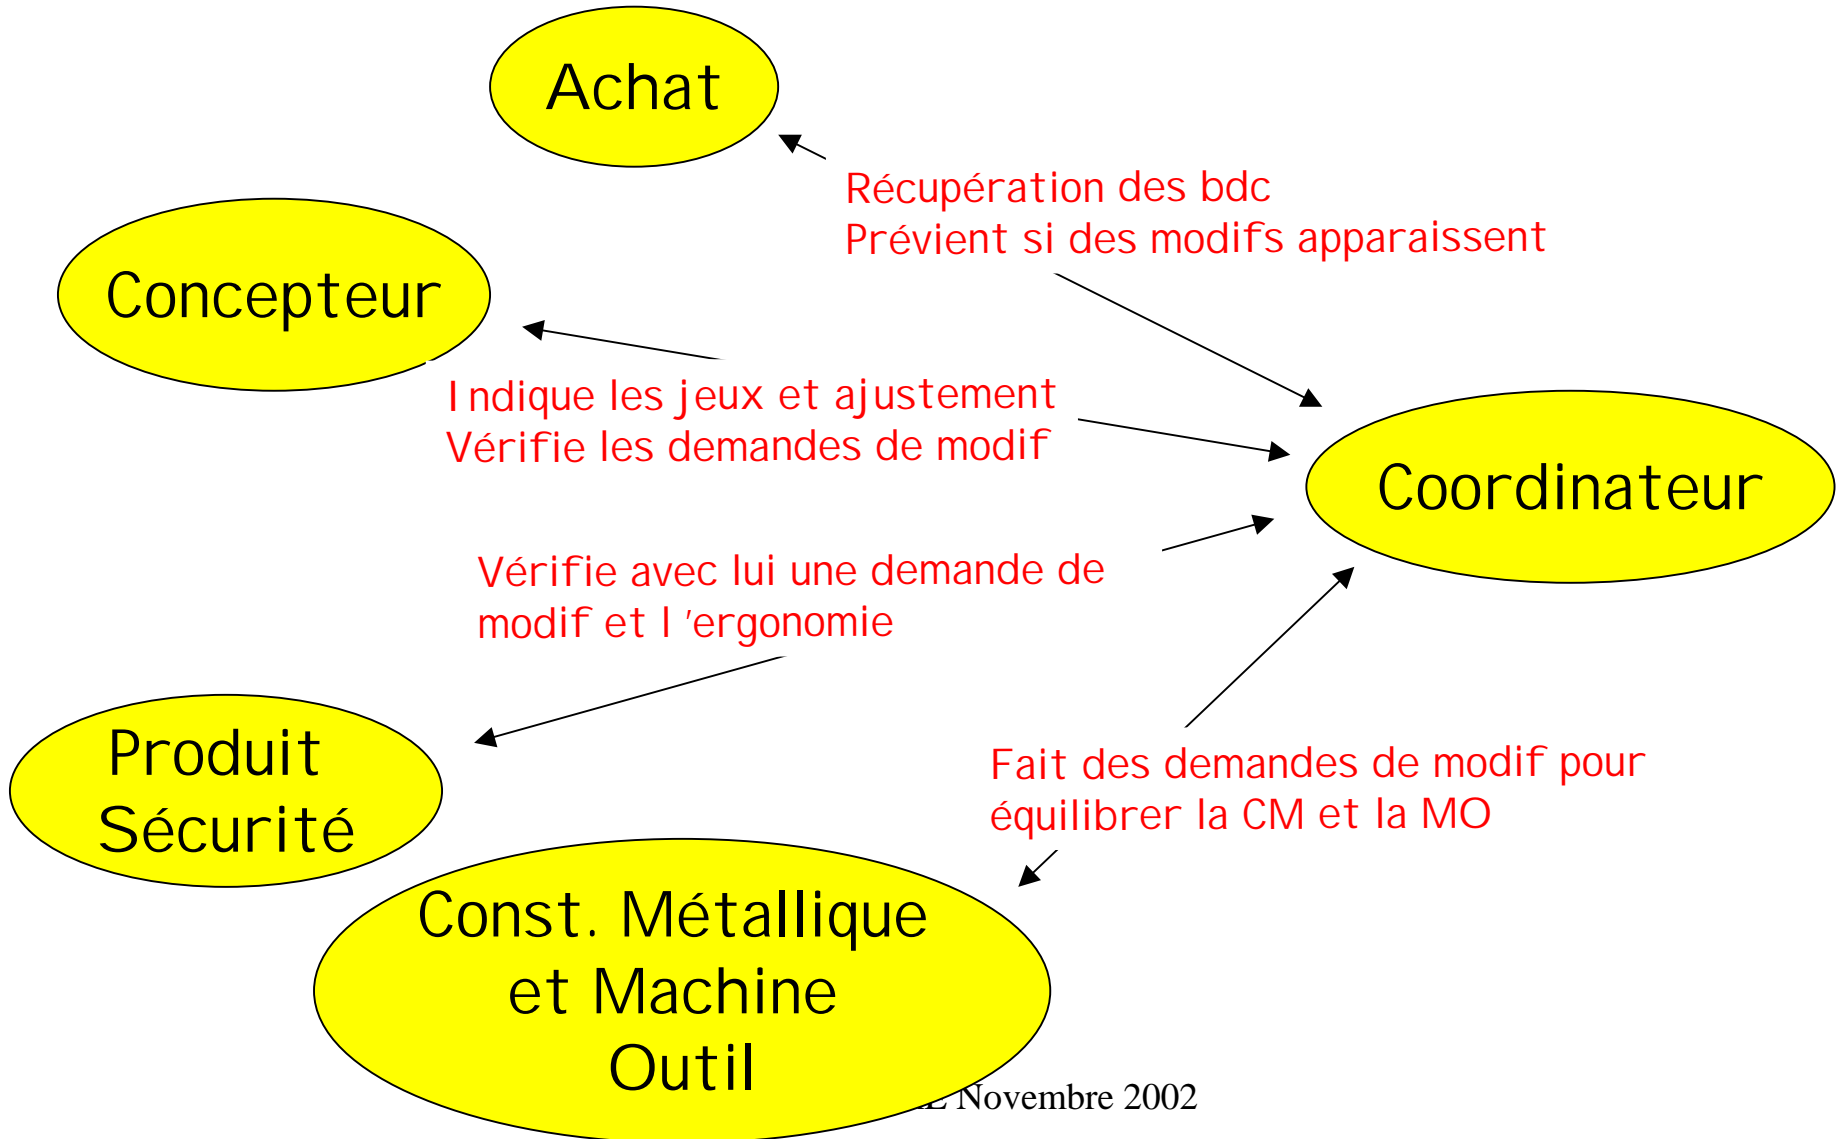 Achat
Récupération des bdc
Prévient si des modifs apparaissent
Concepteur
Indique les jeux et ajustement
Vérifie les demandes de modif
Coordinateur
Vérifie avec lui une demande de
modif et l 'ergonomie
Produit
Sécurité
Fait des demandes de modif pour
équilibrer la CM et la MO
Const. Métallique
et Machine
Outil
Novembre 2002